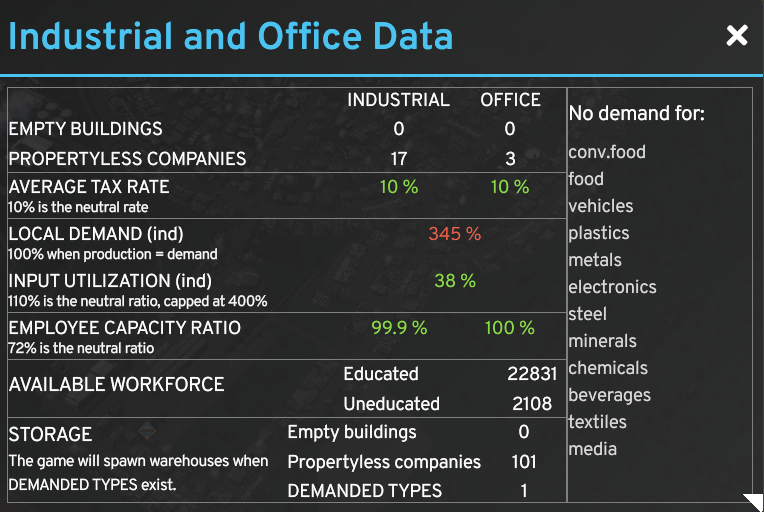 Industrial and Office Data
INDUSTRIAL OFFICE
EMPTY BUILDINGS 0 0
PROPERTYLESS COMPANIES 17 3
AVERAGE TAX RATE 10 % 10 %
10% is the neutral rate
LOCAL DEMAND (ind) 345 %
100% when production = demand
INPUT UTILIZATION (ind) 38 %
110% is the neutral ratio, capped at 400%
EMPLOYEE CAPACITY RATIO 99.9 % 100 %
72% is the neutral ratio
AVAILABLE WORKFORCE
Educated 22831
Uneducated 2108
STORAGE
The game will spawn warehouses when
DEMANDED TYPES exist.
Empty buildings 0
Propertyless companies 101
DEMANDED TYPES 1
No demand for:
conv.food
food
vehicles
plastics
metals
electronics
steel
minerals
chemicals
beverages
textiles
media